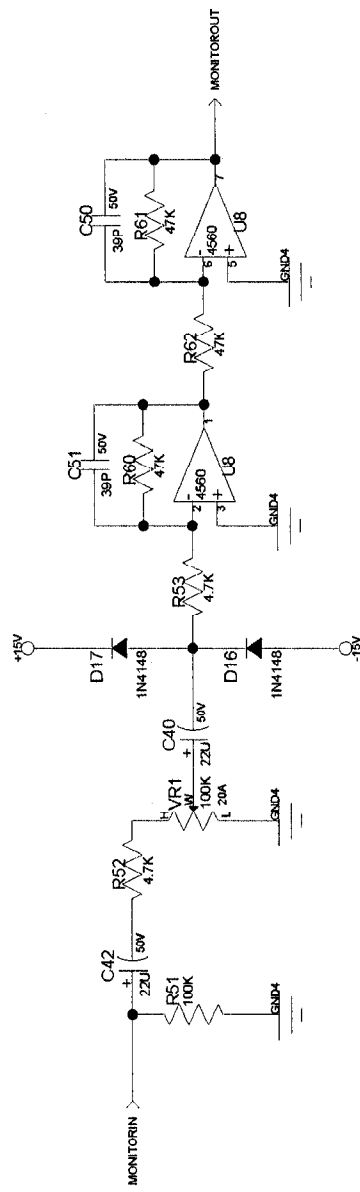 MONITORIN
R51
100K
GND4
C42
+
50V
22U
R52
4.7K
H
VR1
W
100K
20A
L
GND4
C40
+
50V
22U
+15V
D17
1N4148
D16
1N4148
-15V
R53
4.7K
C51
50V
39P
R60
47K
2
-
4560
3
+
1
U8
GND4
R62
47K
C50
50V
39P
R61
47K
6
-
4560
5
+
7
U8
GND4
MONITOROUT